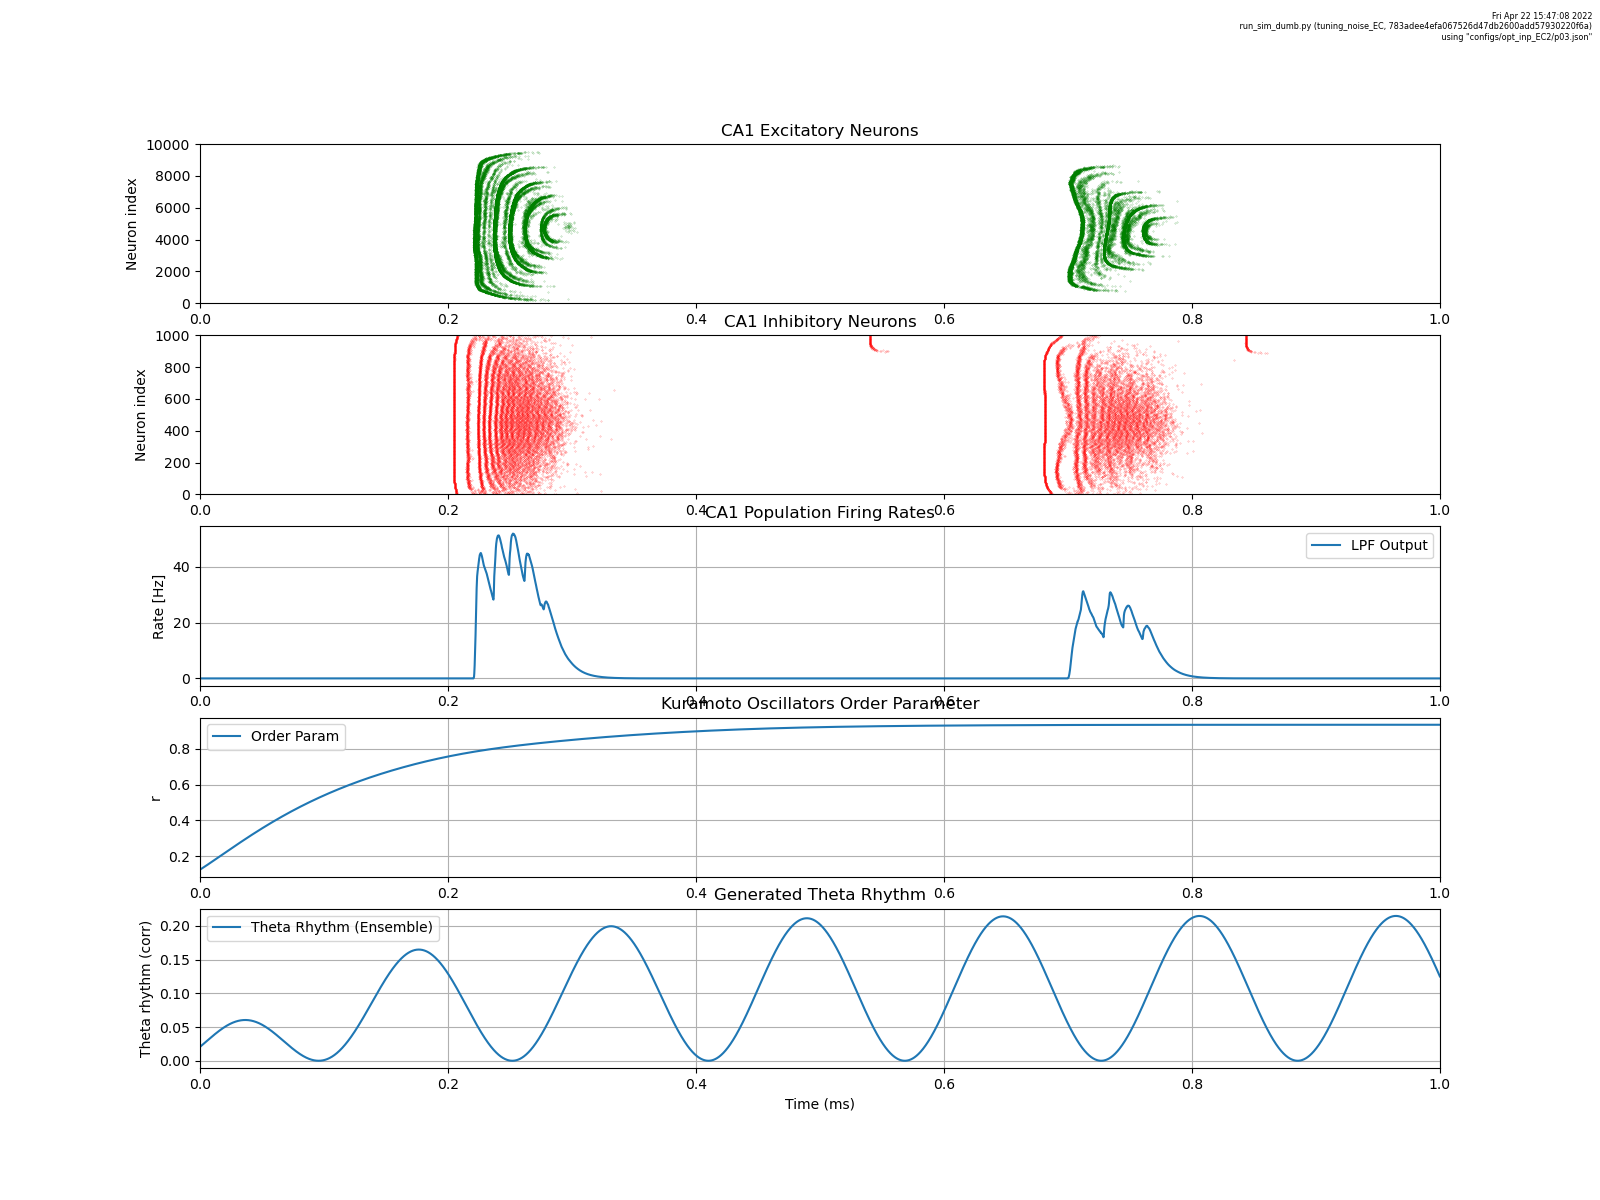 Fri Apr 22 15:47:08 2022
run_sim_dumb.py (tuning_noise_EC, 783adee4efa067526d47db2600add57930220f6a)
using "configs/opt_inp_EC2/p03.json"
CA1 Excitatory Neurons
Neuron index
10000
8000
6000
4000
2000
0
0.0 0.2 0.4 0.6 0.8 1.0
CA1 Inhibitory Neurons
Neuron index
1000
800
600
400
200
0
0.0 0.2 0.4 0.6 0.8 1.0
CA1 Population Firing Rates
Rate [Hz]
40
20
0
LPF Output
0.0 0.2 0.4 0.6 0.8 1.0
Kuramoto Oscillators Order Parameter
r
0.8
0.6
0.4
0.2
Order Param
0.0 0.2 0.4 0.6 0.8 1.0
Generated Theta Rhythm
Theta rhythm (corr)
0.20
0.15
0.10
0.05
0.00
Theta Rhythm (Ensemble)
0.0 0.2 0.4 0.6 0.8 1.0
Time (ms)